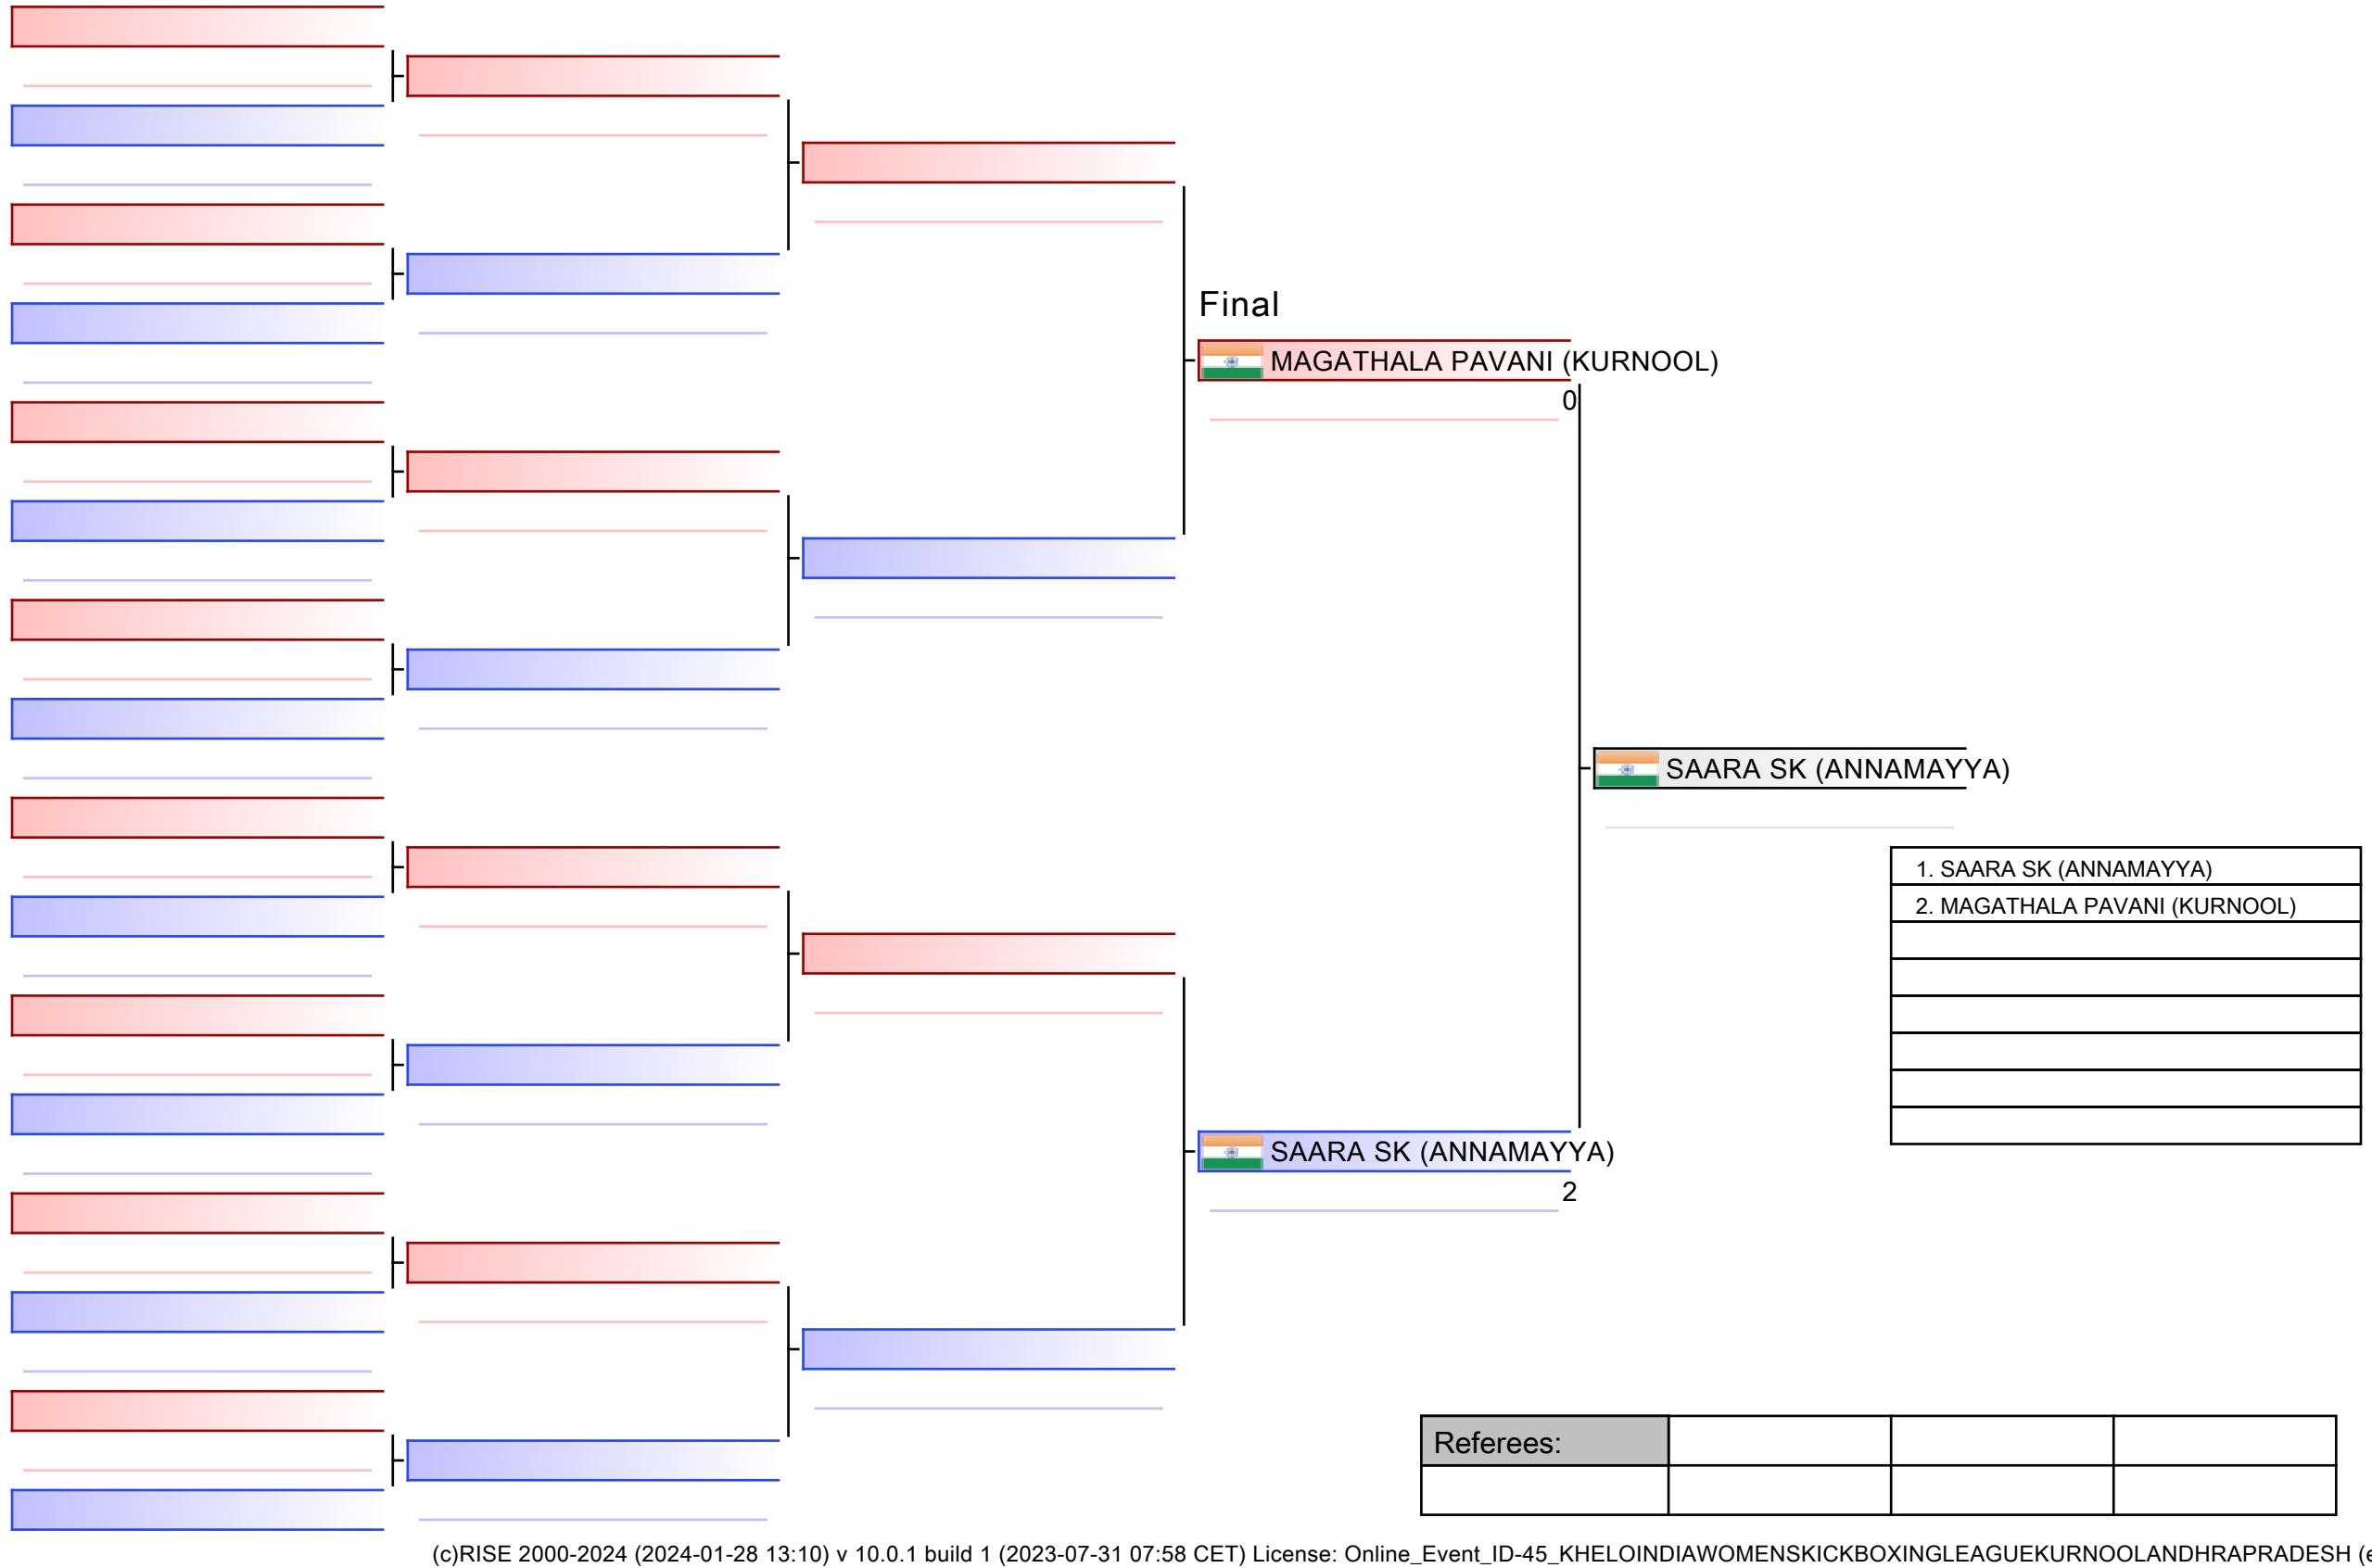 Final
MAGATHALA PAVANI (KURNOOL)
0
SAARA SK (ANNAMAYYA)
1. SAARA SK (ANNAMAYYA)
2. MAGATHALA PAVANI (KURNOOL)
SAARA SK (ANNAMAYYA)
2
Referees:
(c)RISE 2000-2024 (2024-01-28 13:10) v 10.0.1 build 1 (2023-07-31 07:58 CET) License: Online_Event_ID-45_KHELOINDIAWOMENSKICKBOXINGLEAGUEKURNOOLANDHRAPRADESH